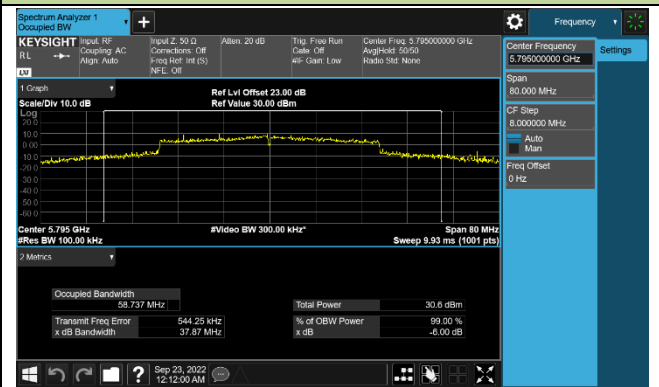 Spectrum Analyzer 1
Occupied BW
Frequency
KEYSIGHT
RL
LXI
Input: RF
Coupling: AC
Align: Auto
Input Z: 50 Ω
Corrections: Off
Freq Ref: Int (S)
NFE: Off
Atten: 20 dB
Trig: Free Run
Gate: Off
#IF Gain: Low
Center Freq: 5.795000000 GHz
Avg|Hold: 50/50
Radio Std: None
Center Frequency
5.795000000 GHz
Settings
Span
80.000 MHz
CF Step
8.000000 MHz
Auto
Man
Freq Offset
0 Hz
1 Graph
Scale/Div 10.0 dB
Ref Lvl Offset 23.00 dB
Ref Value 30.00 dBm
Log
20.0
10.0
0.00
-10.0
-20.0
-30.0
-40.0
-50.0
-60.0
Center 5.795 GHz
#Res BW 100.00 kHz
#Video BW 300.00 kHz*
Span 80 MHz
Sweep 9.93 ms (1001 pts)
2 Metrics
Occupied Bandwidth
58.737 MHz
Total Power 30.6 dBm
Transmit Freq Error 544.25 kHz
% of OBW Power 99.00 %
x dB Bandwidth 37.87 MHz
x dB -6.00 dB
?
Sep 23, 2022
12:12:00 AM